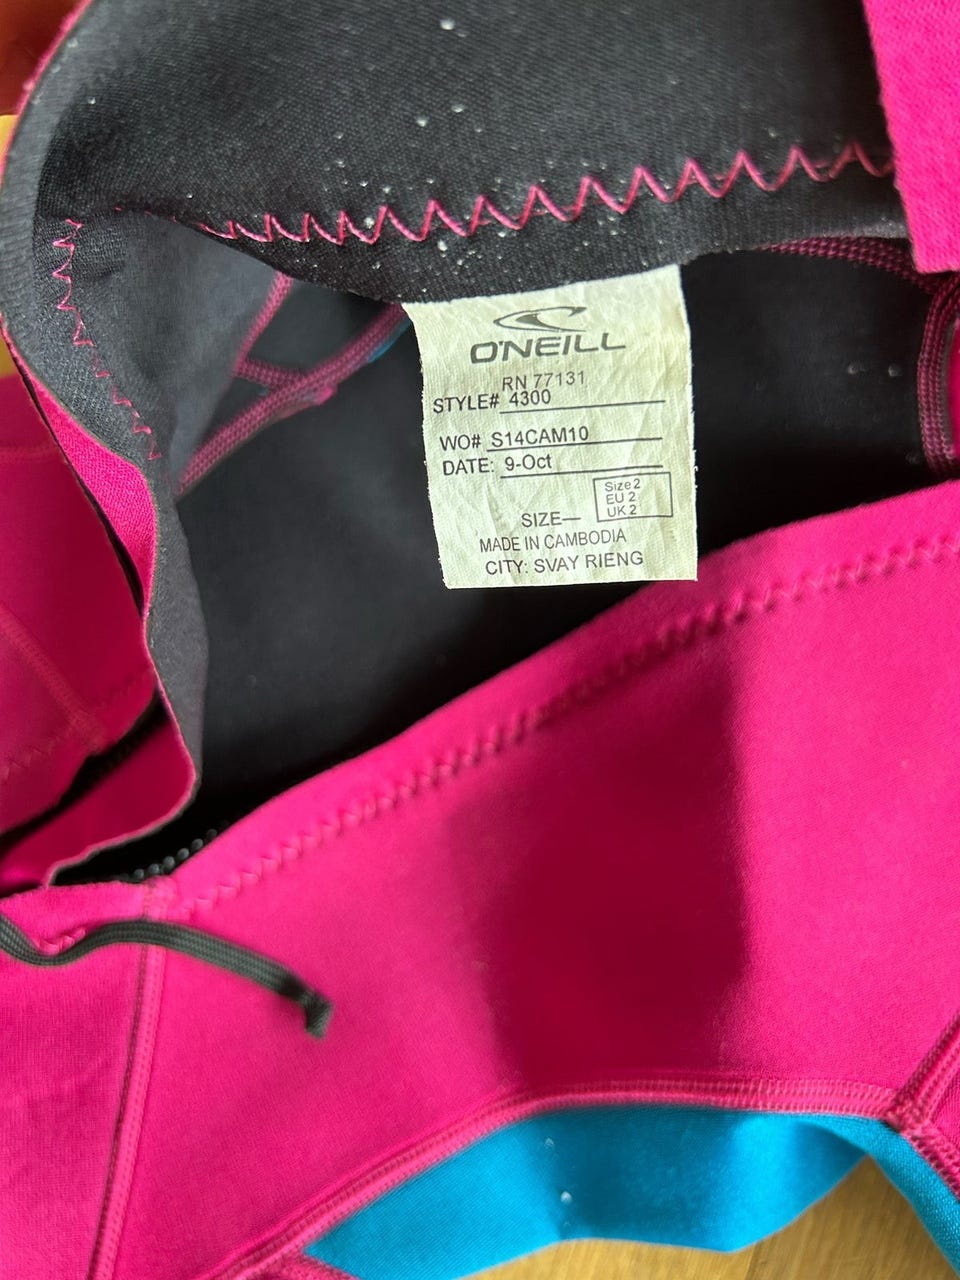 O'NEILL
RN 77131
STYLE# 4300
WO# S14CAM10
DATE: 9-Oct
Size 2
EU 2
UK 2
SIZE—
MADE IN CAMBODIA
CITY: SVAY RIENG